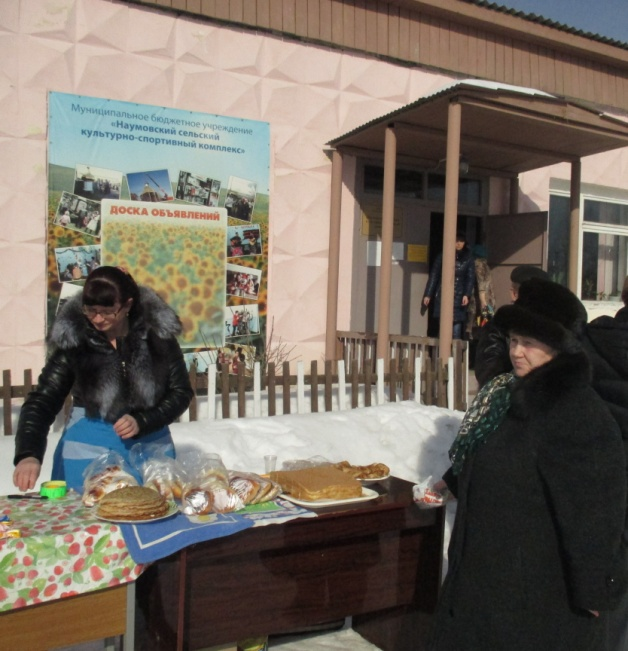 Муниципальное бюджетное учреждение
«Наумовский сельский
культурно-спортивный комплекс»
ДОСКА ОБЪЯВЛЕНИЙ